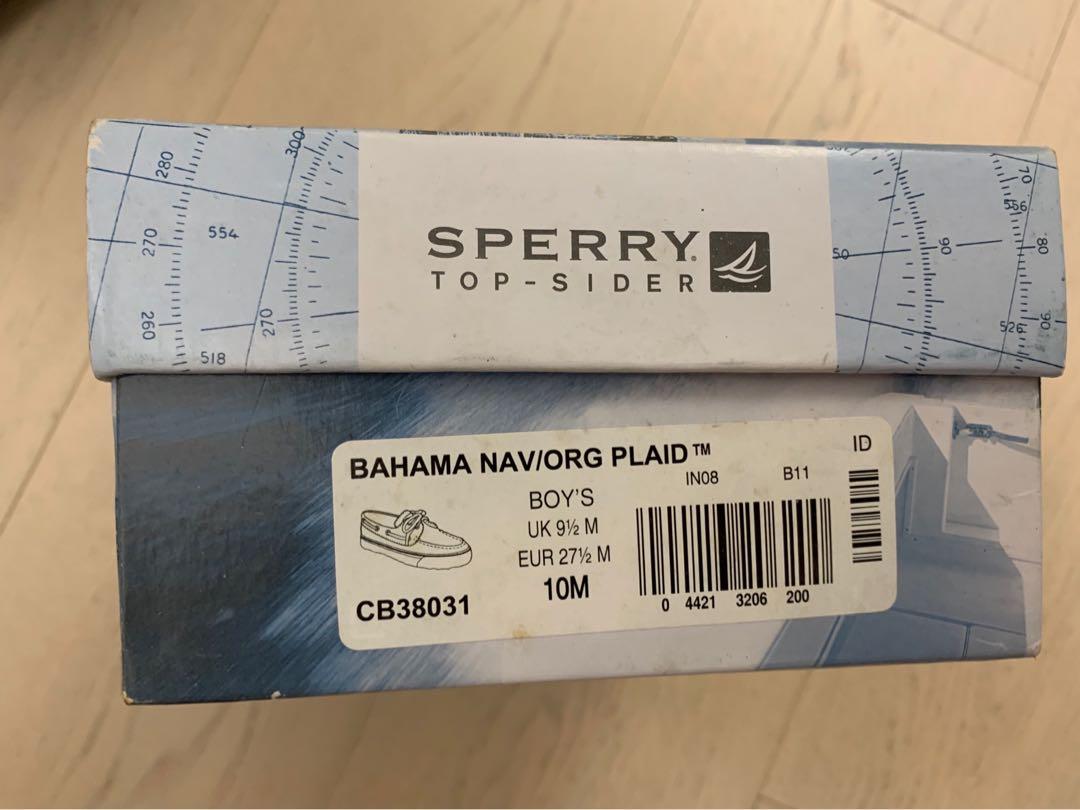 280
300
270
554
260
270
518
SPERRY®
TOP-SIDER
50
90
70
556
80
526
90
BAHAMA NAV/ORG PLAID™
ID
IN08
B11
BOY'S
UK 9½ M
EUR 27½ M
10M
CB38031
0 4421 3206 200